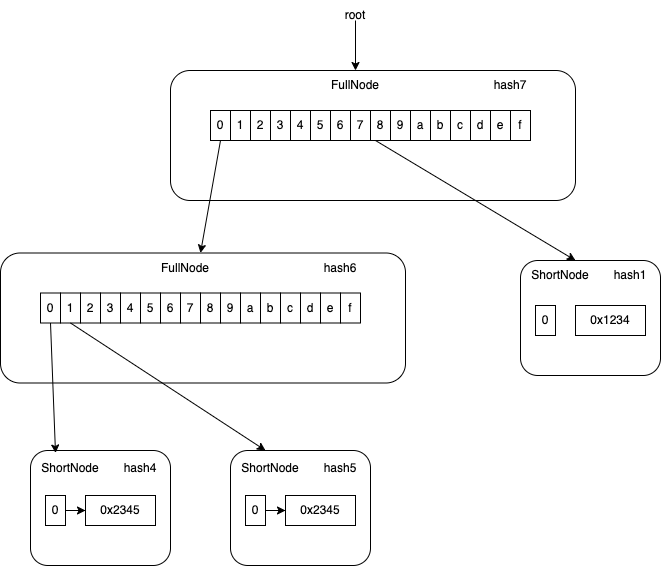 root
FullNode hash7
0 1 2 3 4 5 6 7 8 9 a b c d e f
FullNode hash6
0 1 2 3 4 5 6 7 8 9 a b c d e f
ShortNode hash1
0 0x1234
ShortNode hash4
0 0x2345
ShortNode hash5
0 0x2345